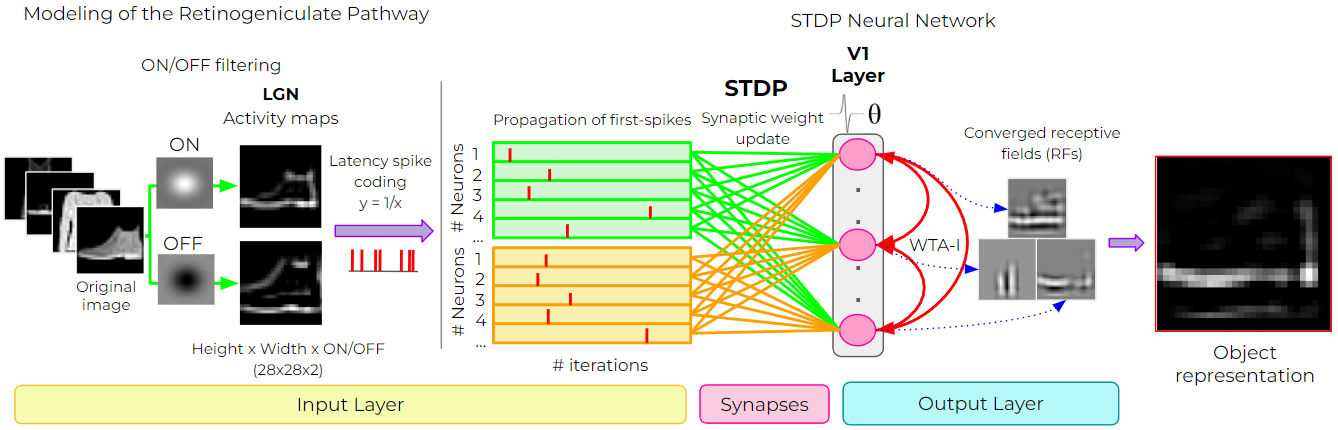 Modeling of the Retinogeniculate Pathway
STDP Neural Network
ON/OFF filtering
LGN
Activity maps
ON
OFF
Original
image
Height x Width x ON/OFF
(28x28x2)
Latency spike
coding
y = 1/x
Propagation of first-spikes
# Neurons
1
2
3
4
...
# Neurons
1
2
3
4
...
# iterations
STDP
Synaptic weight
update
V1
Layer
θ
WTA-I
Converged receptive
fields (RFs)
Object
representation
Input Layer
Synapses
Output Layer